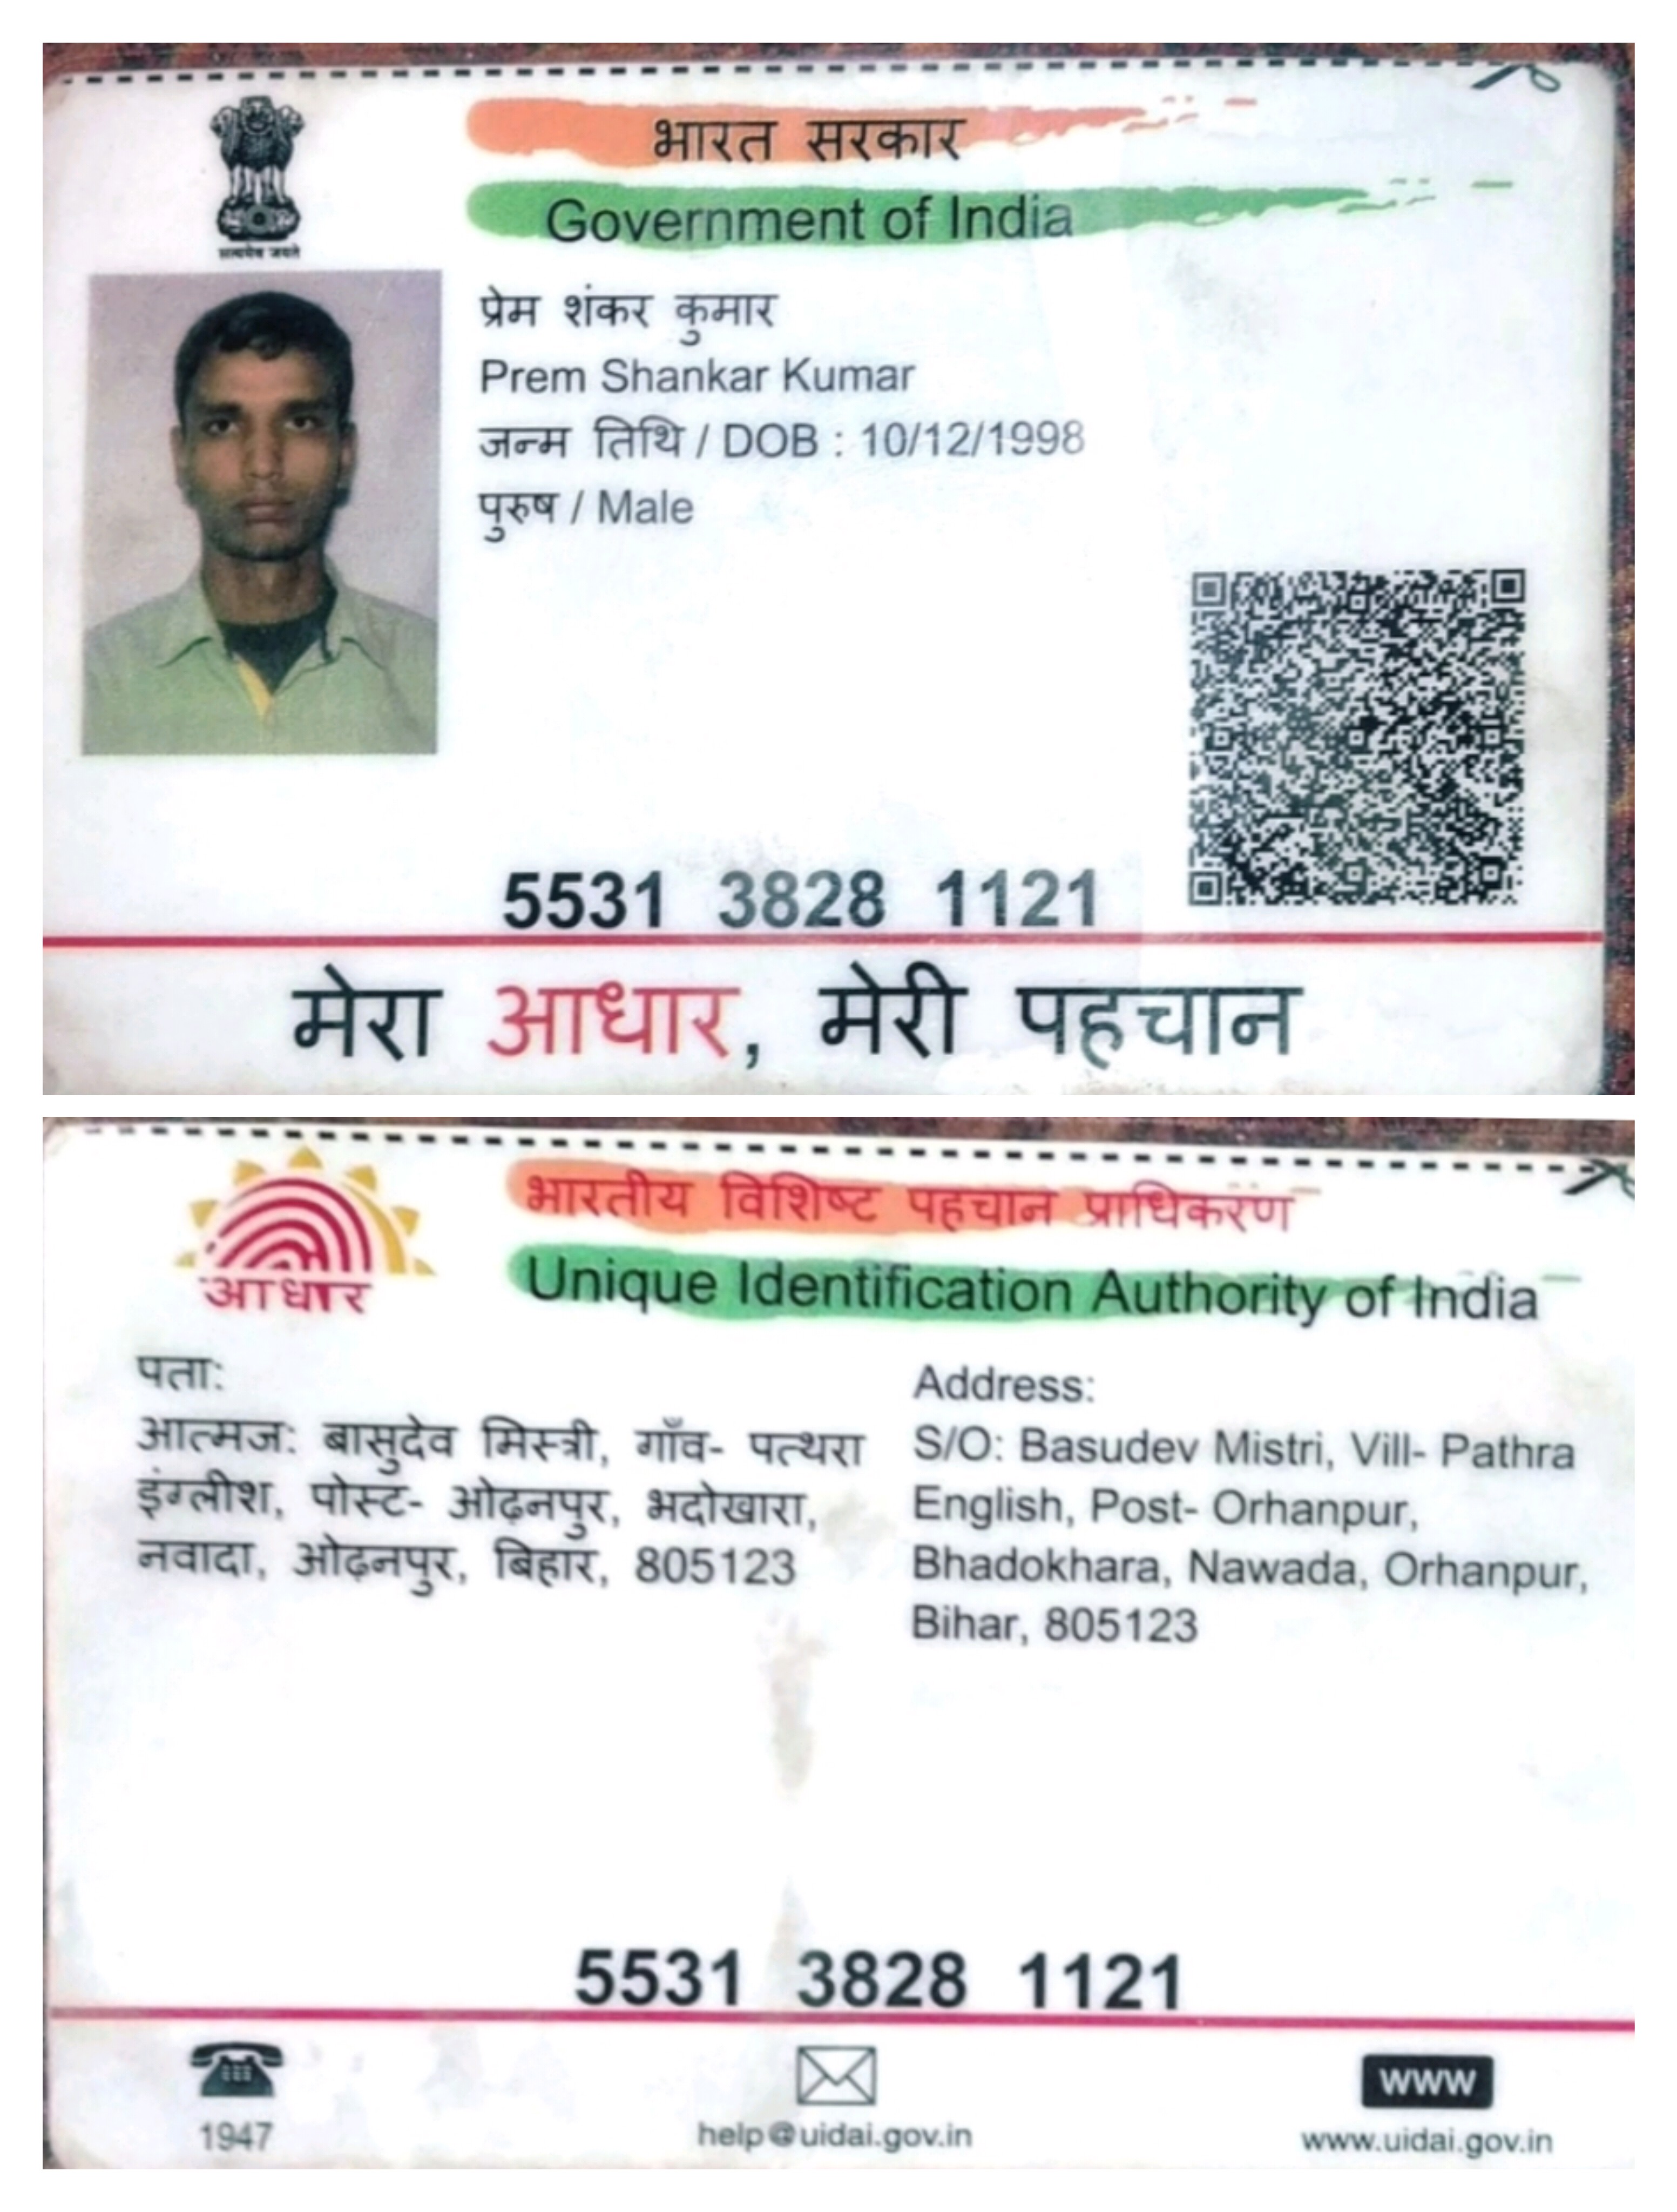 भारत सरकार
Government of India
सत्यमेव जयते
प्रेम शंकर कुमार
Prem Shankar Kumar
जन्म तिथि / DOB : 10/12/1998
पुरुष / Male
5531 3828 1121
मेरा आधार, मेरी पहचान
भारतीय विशिष्ट पहचान प्राधिकरण
आधार
Unique Identification Authority of India
पता:
आत्मज: बासुदेव मिस्त्री, गाँव- पत्थरा
इंग्लीश, पोस्ट- ओढ़नपुर, भदोखारा,
नवादा, ओढ़नपुर, बिहार, 805123
Address:
S/O: Basudev Mistri, Vill- Pathra
English, Post- Orhanpur,
Bhadokhara, Nawada, Orhanpur,
Bihar, 805123
5531 3828 1121
1947
help@uidai.gov.in
www
www.uidai.gov.in